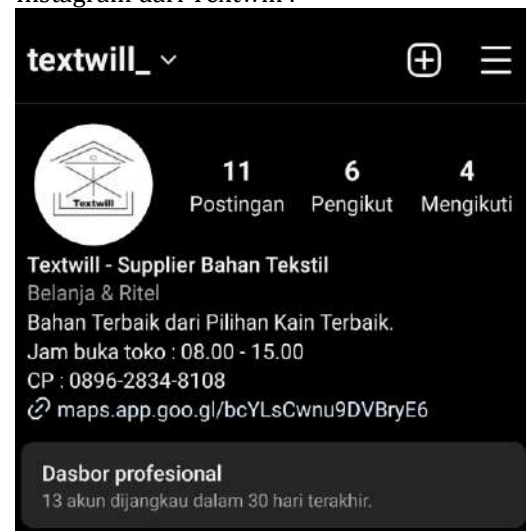 textwill_
11 6 4
Postingan Pengikut Mengikuti
Textwill
Textwill - Supplier Bahan Tekstil
Belanja & Ritel
Bahan Terbaik dari Pilihan Kain Terbaik.
Jam buka toko : 08.00 - 15.00
CP : 0896-2834-8108
maps.app.goo.gl/bcYLsCwnu9DVBryE6
Dasbor profesional
13 akun dijangkau dalam 30 hari terakhir.